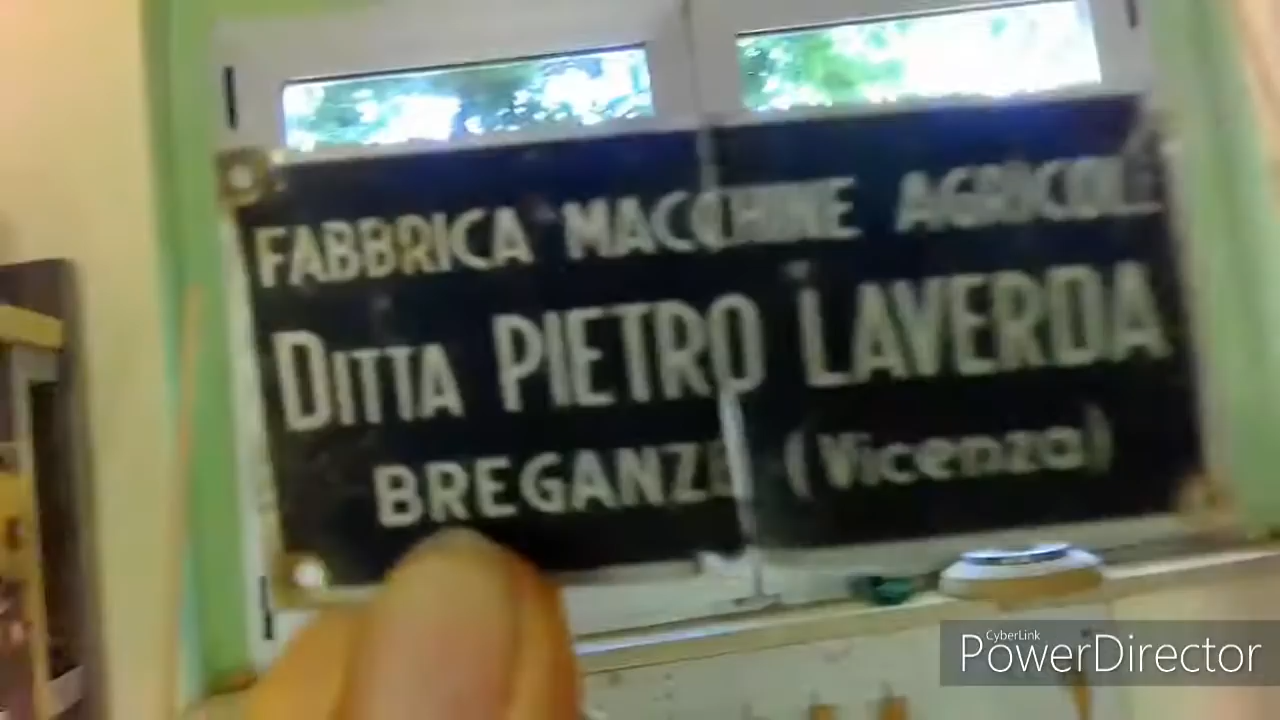 FABBRICA MACCHINE AGRICOLE
DITTA PIETRO LAVERDA
BREGANZE (Vicenza)
CyberLink
PowerDirector